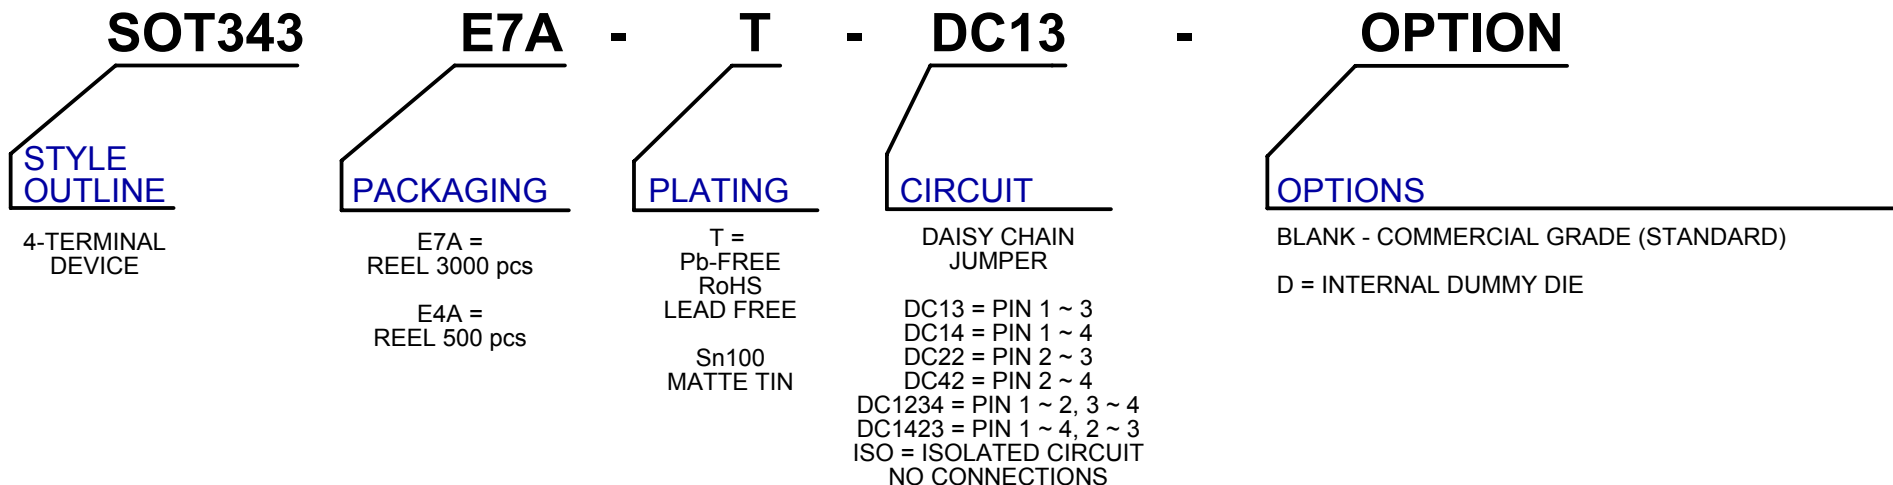 SOT343 E7A - T - DC13 - OPTION
STYLE
OUTLINE
4-TERMINAL
DEVICE
PACKAGING
E7A =
REEL 3000 pcs
E4A =
REEL 500 pcs
PLATING
T =
Pb-FREE
RoHS
LEAD FREE
Sn100
MATTE TIN
CIRCUIT
DAISY CHAIN
JUMPER
DC13 = PIN 1 ~ 3
DC14 = PIN 1 ~ 4
DC22 = PIN 2 ~ 3
DC42 = PIN 2 ~ 4
DC1234 = PIN 1 ~ 2, 3 ~ 4
DC1423 = PIN 1 ~ 4, 2 ~ 3
ISO = ISOLATED CIRCUIT
NO CONNECTIONS
OPTIONS
BLANK - COMMERCIAL GRADE (STANDARD)
D = INTERNAL DUMMY DIE